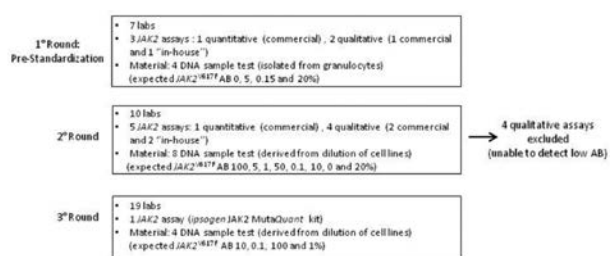 1° Round:
Pre-Standardization
• 7 labs
• 3 JAK2 assays : 1 quantitative (commercial) , 2 qualitative (1 commercial
and 1 "in-house")
• Material: 4 DNA sample test (isolated from granulocytes)
(expected JAK2V617F AB 0, 5, 0.15 and 20%)
2° Round
• 10 labs
• 5 JAK2 assays: 1 quantitative (commercial) , 4 qualitative (2 commercial
and 2 "in-house")
• Material: 8 DNA sample test (derived from dilution of cell lines)
(expected JAK2V617F AB 100, 5, 1, 50, 0.1, 10, 0 and 20%)
4 qualitative assays
excluded
(unable to detect low AB)
3° Round
• 19 labs
• 1 JAK2 assay (ipsogen JAK2 MutaQuant kit)
• Material: 4 DNA sample test (derived from dilution of cell lines)
(expected JAK2V617F AB 10, 0.1, 100 and 1%)